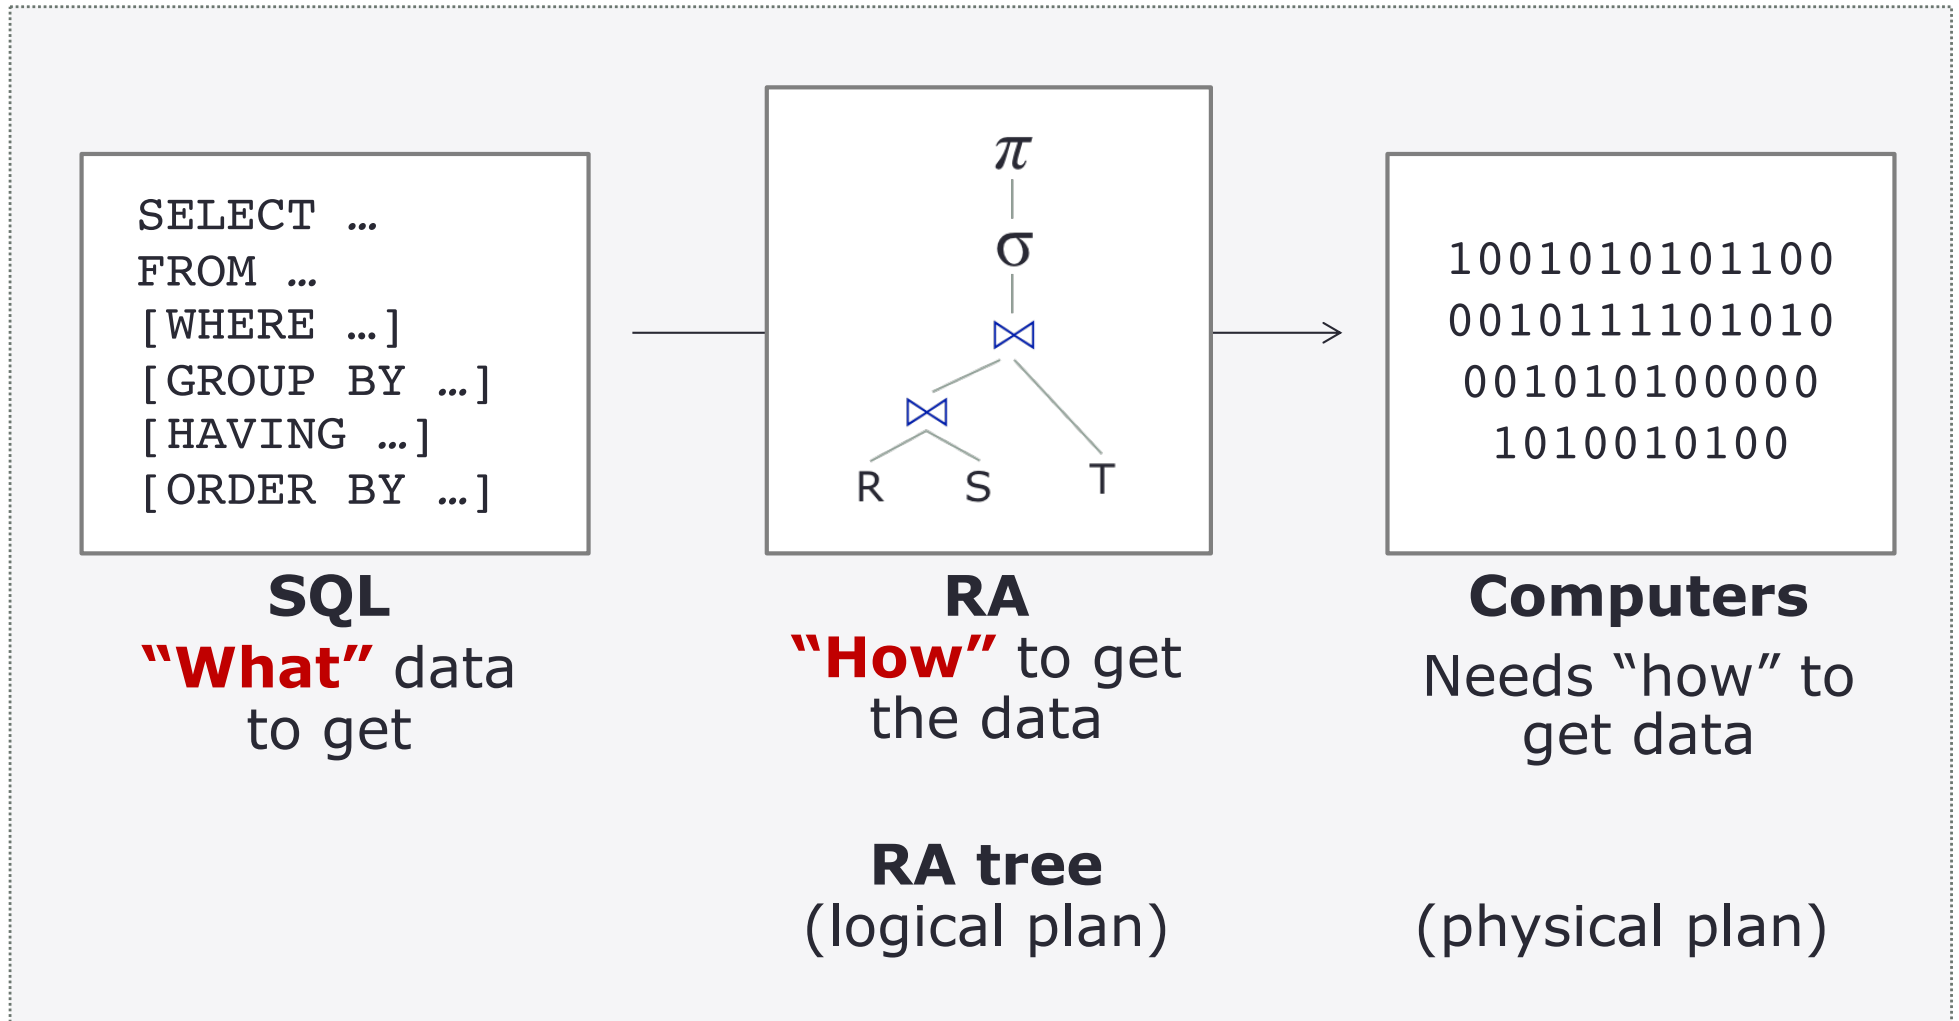 SELECT …
FROM …
[WHERE …]
[GROUP BY …]
[HAVING …]
[ORDER BY …]
SQL
“What” data
to get
π
σ
⋈
⋈
R S T
RA
“How” to get
the data
RA tree
(logical plan)
1001010101100
0010111101010
001010100000
1010010100
Computers
Needs “how” to
get data
(physical plan)